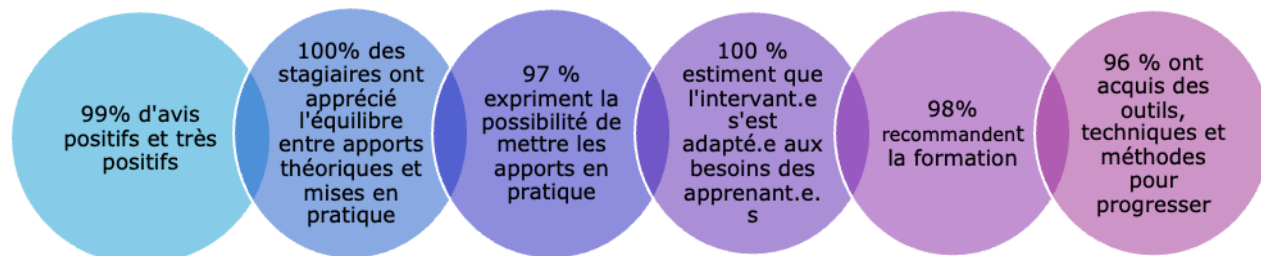 99% d'avis
positifs et très
positifs
100% des
stagiaires ont
apprécié
l'équilibre
entre apports
théoriques et
mises en
pratique
97 %
expriment la
possibilité de
mettre les
apports en
pratique
100 %
estiment que
l'intervant.e
s'est
adapté.e aux
besoins des
apprenant.e.
s
98%
recommandent
la formation
96 % ont
acquis des
outils,
techniques et
méthodes
pour
progresser